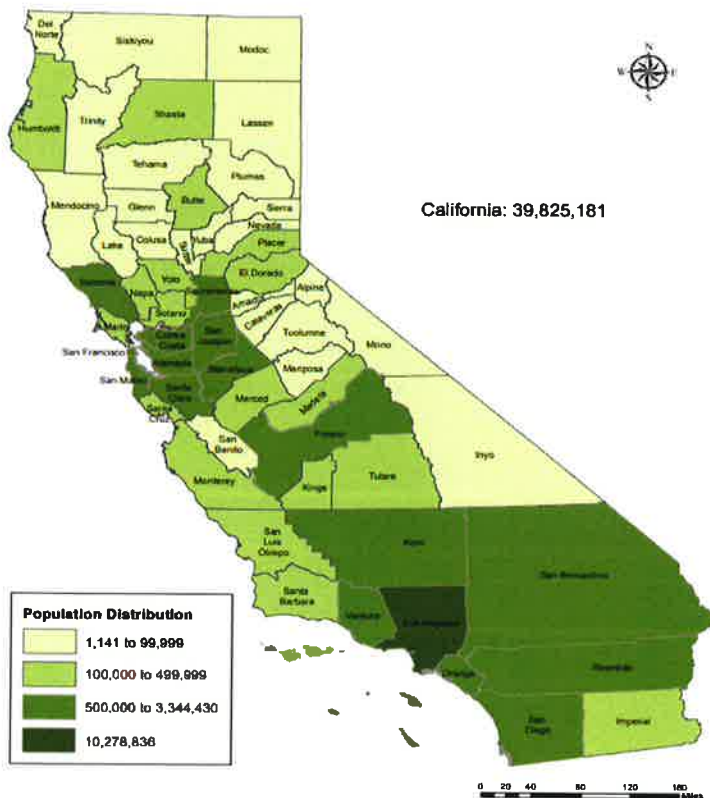 Del
Norte
Siskiyou
Modoc
N
W
E
S
Humboldt
Trinity
Shasta
Lassen
Tehama
Plumas
Mendocino
Glenn
Butte
Sierra
California: 39,825,181
Lake
Colusa
Yuba
Nevada
Placer
El Dorado
Yolo
Napa
Solano
Amador
Alpine
Calaveras
Tuolumne
Mono
Marin
Contra
Costa
San
Joaquin
San Francisco
Alameda
Stanislaus
Mariposa
San Mateo
Santa
Clara
Merced
Madera
Santa
Cruz
San
Benito
Fresno
Inyo
Monterey
Kings
Tulare
San
Luis
Obispo
Kern
San Bernardino
Santa
Barbara
Ventura
Los Angeles
Orange
Riverside
San
Diego
Imperial
Population Distribution
1,141 to 99,999
100,000 to 499,999
500,000 to 3,344,430
10,278,836
0 20 40 80 120 160
Miles